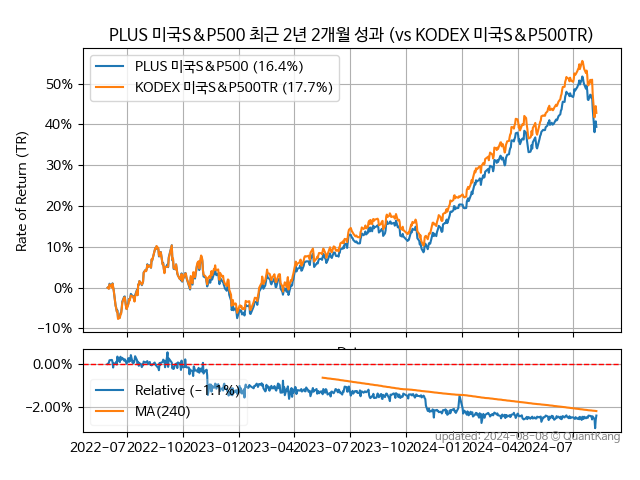 PLUS 미국S&P500 최근 2년 2개월 성과 (vs KODEX 미국S&P500TR)
PLUS 미국S&P500 (16.4%)
KODEX 미국S&P500TR (17.7%)
Rate of Return (TR)
50%
40%
30%
20%
10%
0%
−10%
0.00%
−2.00%
Relative (−1.1%)
MA(240)
2022-07 2022-10 2023-01 2023-04 2023-07 2023-10 2024-01 2024-04 2024-07
updated: 2024-08-08 © QuantKang